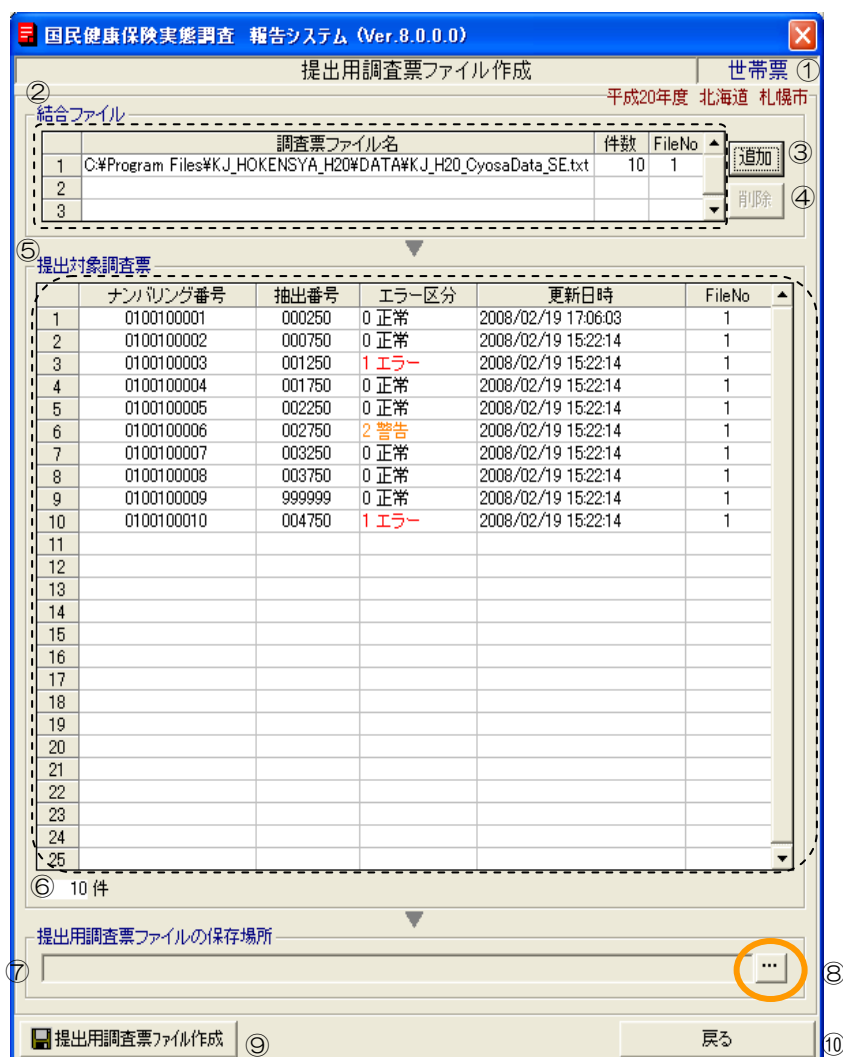 国民健康保険実態調査 報告システム (Ver.8.0.0.0)
提出用調査票ファイル作成 世帯票 ①
② 平成20年度 北海道 札幌市
結合ファイル
調査票ファイル名 件数 FileNo
1 C:¥Program Files¥KJ_HOKENSYA_H20¥DATA¥KJ_H20_CyosaData_SE.txt 10 1 追加 ③
2
削除 ④
3
⑤
提出対象調査票
ナンバリング番号 抽出番号 エラー区分 更新日時 FileNo
1 0100100001 000250 0 正常 2008/02/19 17:06:03 1
2 0100100002 000750 0 正常 2008/02/19 15:22:14 1
3 0100100003 001250 1 エラー 2008/02/19 15:22:14 1
4 0100100004 001750 0 正常 2008/02/19 15:22:14 1
5 0100100005 002250 0 正常 2008/02/19 15:22:14 1
6 0100100006 002750 2 警告 2008/02/19 15:22:14 1
7 0100100007 003250 0 正常 2008/02/19 15:22:14 1
8 0100100008 003750 0 正常 2008/02/19 15:22:14 1
9 0100100009 999999 0 正常 2008/02/19 15:22:14 1
10 0100100010 004750 1 エラー 2008/02/19 15:22:14 1
11
12
13
14
15
16
17
18
19
20
21
22
23
24
25
⑥ 10 件
提出用調査票ファイルの保存場所
⑦ ... ⑧
提出用調査票ファイル作成 ⑨ 戻る ⑩